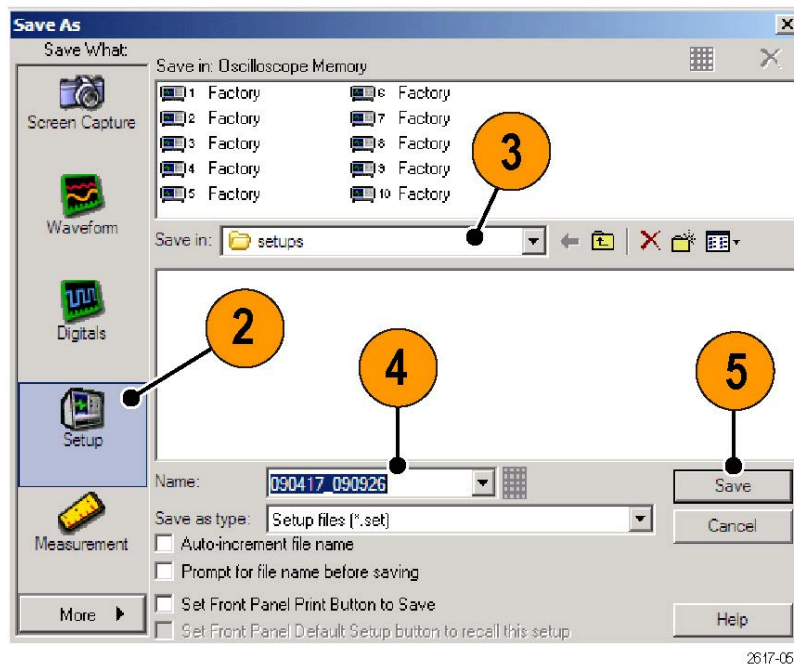 Save As
Save What:
Save in: Oscilloscope Memory
Screen Capture
1 Factory
2 Factory
3 Factory
4 Factory
5 Factory
6 Factory
7 Factory
8 Factory
9 Factory
10 Factory
3
Waveform
Save in: setups
Digitals
2
4
5
Setup
Name: 090417_090926
Save
Save as type: Setup files (*.set)
Cancel
Measurement
Auto-increment file name
Prompt for file name before saving
More
Set Front Panel Print Button to Save
Set Front Panel Default Setup button to recall this setup
Help
2617-05